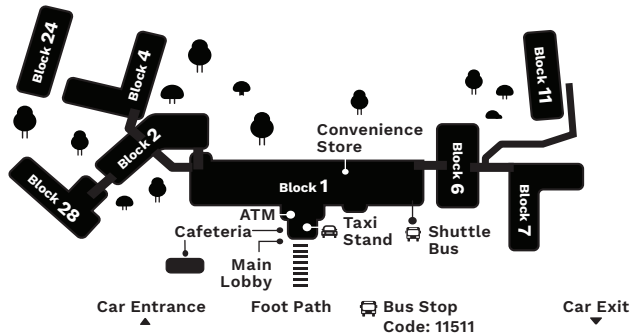 Block 24
Block 4
Block 11
Block 2
Convenience
Store
Block 28
Block 1
Block 6
Block 7
ATM
Cafeteria
Taxi
Stand
Shuttle
Bus
Main
Lobby
Car Entrance
Foot Path
Bus Stop
Code: 11511
Car Exit